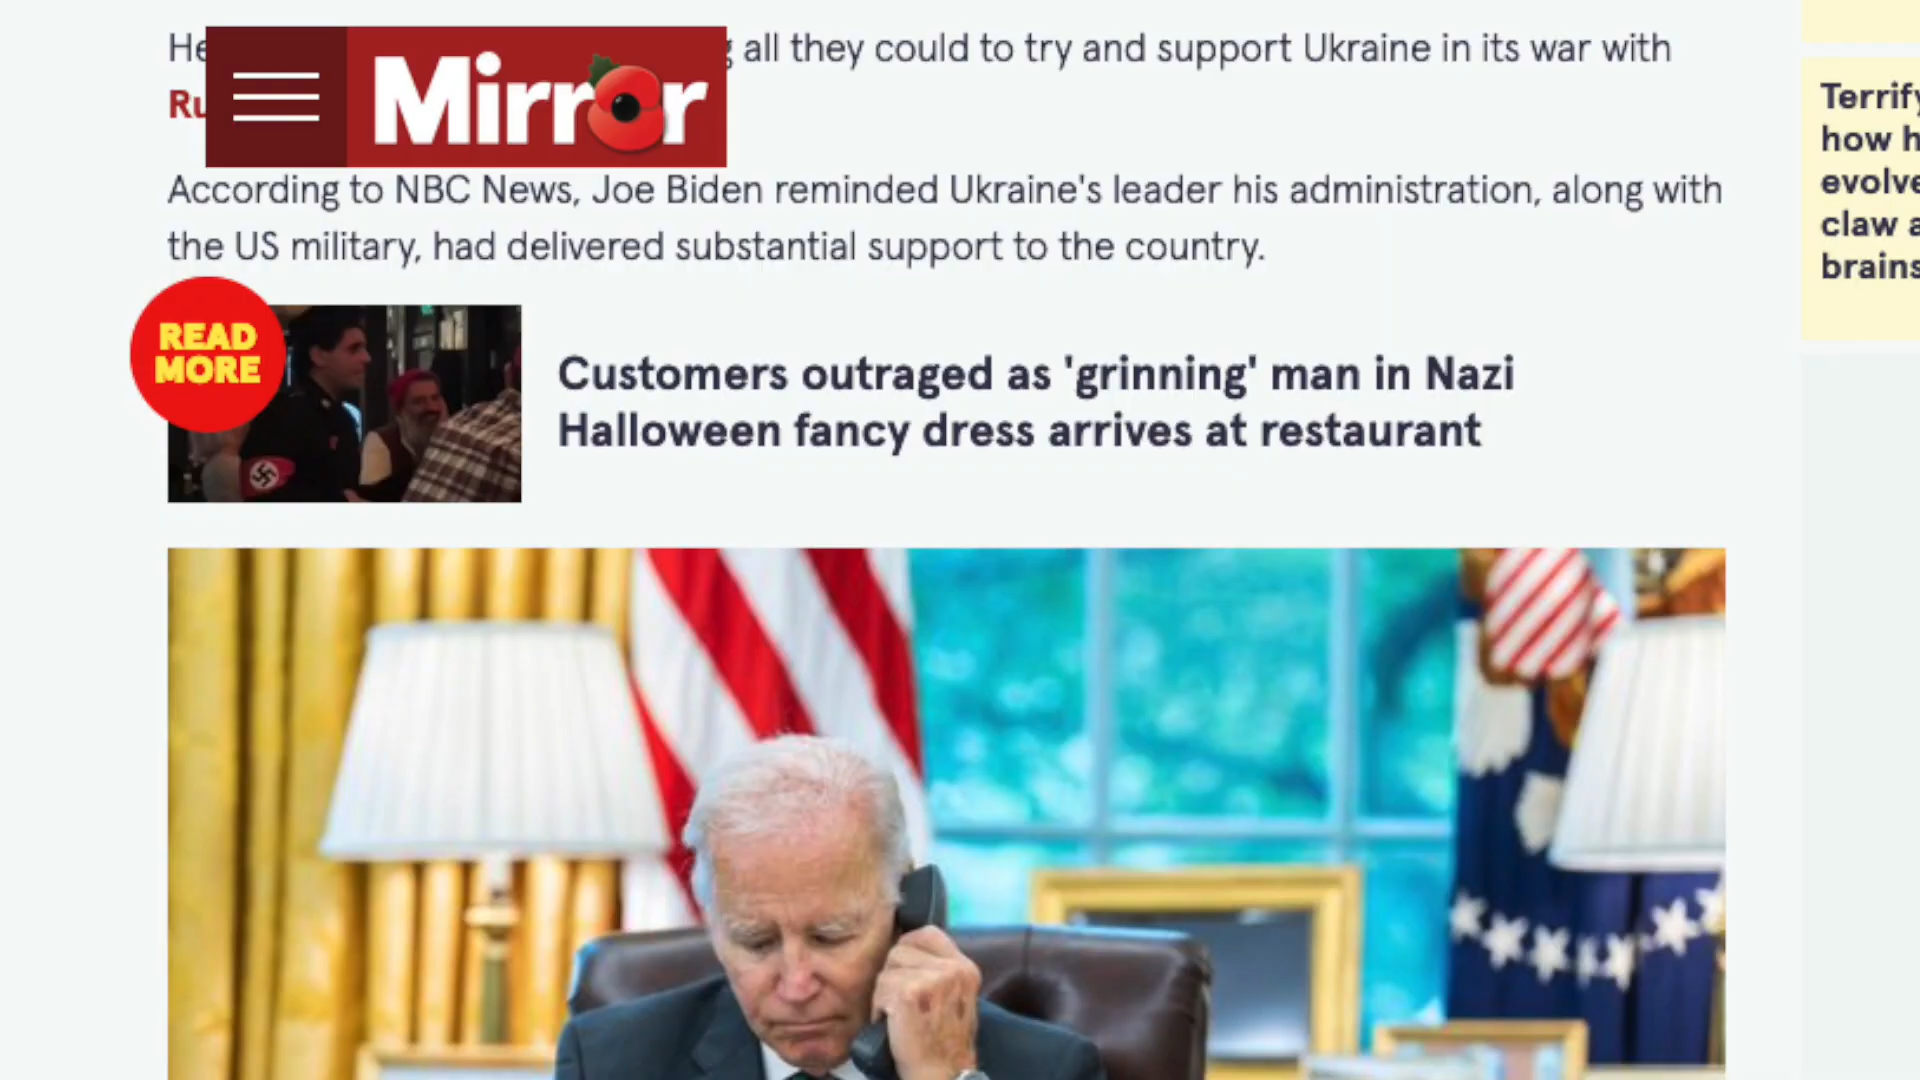 He
all they could to try and support Ukraine in its war with
Ru
Mirror
According to NBC News, Joe Biden reminded Ukraine's leader his administration, along with
the US military, had delivered substantial support to the country.
READ
MORE
Customers outraged as 'grinning' man in Nazi
Halloween fancy dress arrives at restaurant
Terrify
how h
evolve
claw a
brains